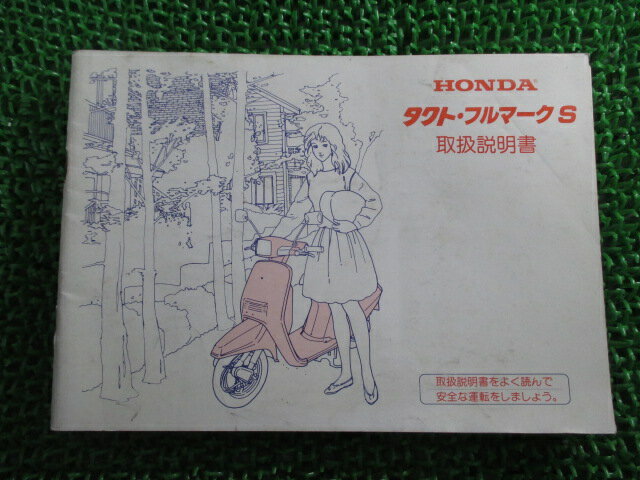 HONDA
タクト・フルマーク S
取扱説明書
取扱説明書をよく読んで
安全な運転をしましょう。